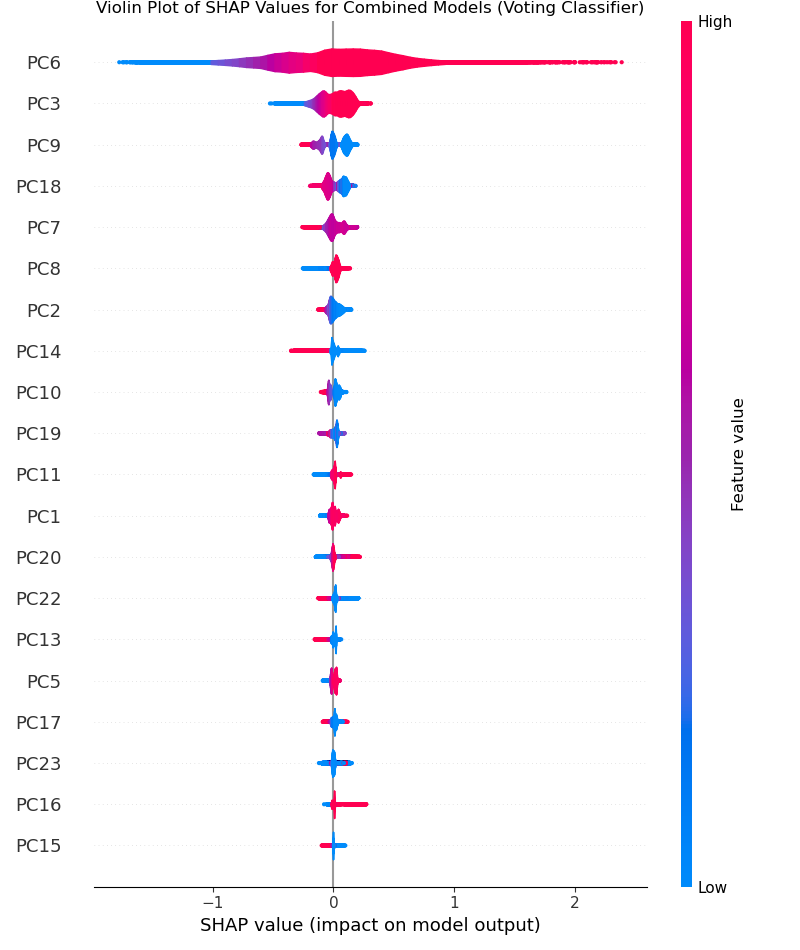 Violin Plot of SHAP Values for Combined Models (Voting Classifier)
High
PC6
PC3
PC9
PC18
PC7
PC8
PC2
PC14
PC10
PC19
PC11
PC1
PC20
PC22
PC13
PC5
PC17
PC23
PC16
PC15
Feature value
Low
−1 0 1 2
SHAP value (impact on model output)